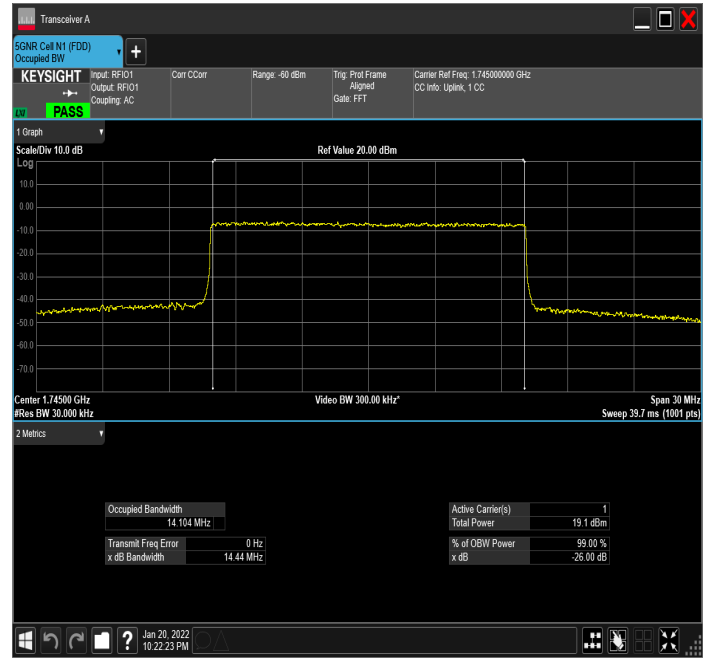 Transceiver A
5GNR Cell N1 (FDD)
Occupied BW
+
KEYSIGHT
LXI
PASS
Input: RFIO1
Output: RFIO1
Coupling: AC
Corr CCorr
Range: -60 dBm
Trig: Prot Frame
Aligned
Gate: FFT
Carrier Ref Freq: 1.745000000 GHz
CC Info: Uplink, 1 CC
1 Graph
Scale/Div 10.0 dB
Ref Value 20.00 dBm
Log
10.0
0.00
-10.0
-20.0
-30.0
-40.0
-50.0
-60.0
-70.0
Center 1.74500 GHz
Video BW 300.00 kHz*
Span 30 MHz
#Res BW 30.000 kHz
Sweep 39.7 ms (1001 pts)
2 Metrics
Occupied Bandwidth
14.104 MHz
Transmit Freq Error 0 Hz
x dB Bandwidth 14.44 MHz
Active Carrier(s) 1
Total Power 19.1 dBm
% of OBW Power 99.00 %
x dB -26.00 dB
?
Jan 20, 2022
10:22:23 PM